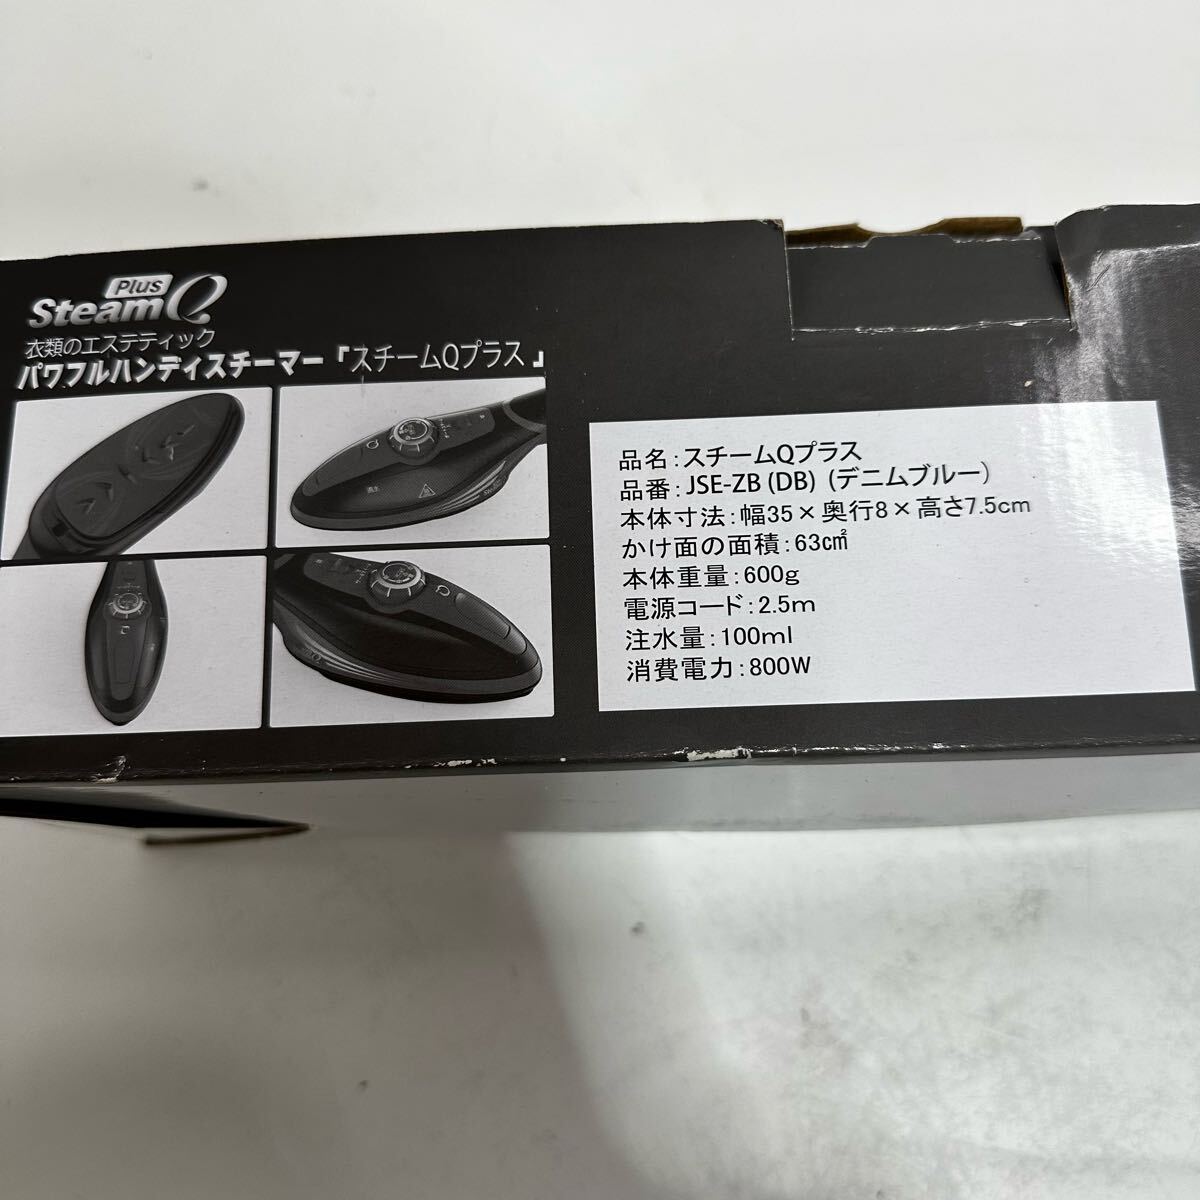 Plus
SteamQ
衣類のエステティック
パワフルハンディスチーマー「スチームQプラス」
品名:スチームQプラス
品番:JSE-ZB (DB) (デニムブルー)
本体寸法:幅35×奥行8×高さ7.5cm
かけ面の面積:63c㎡
本体重量:600g
電源コード:2.5m
注水量:100ml
消費電力:800W